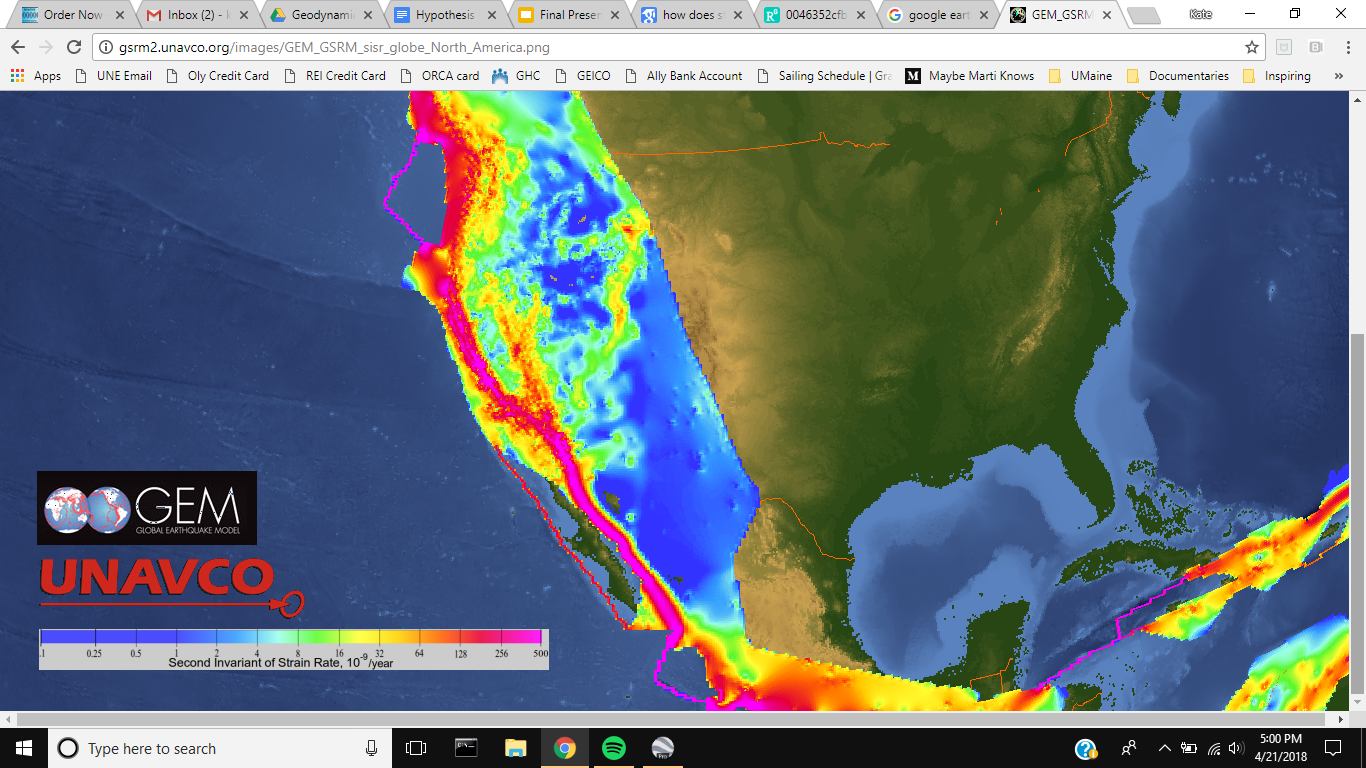 Order Now
Inbox (2) -
Geodynami
Hypothesis
Final Preser
how does s
0046352cfb
google eart
GEM_GSRM
Kate
gsrm2.unavco.org/images/GEM_GSRM_sisr_globe_North_America.png
Apps
UNE Email
Oly Credit Card
REI Credit Card
ORCA card
GHC
GEICO
Ally Bank Account
Sailing Schedule | Gra
M Maybe Marti Knows
UMaine
Documentaries
Inspiring
»
GEM
GLOBAL EARTHQUAKE MODEL
UNAVCO
.1 0.25 0.5 1 2 4 8 16 32 64 128 256 500
Second Invariant of Strain Rate, 10⁻⁹/year
Type here to search
Pro
5:00 PM
4/21/2018